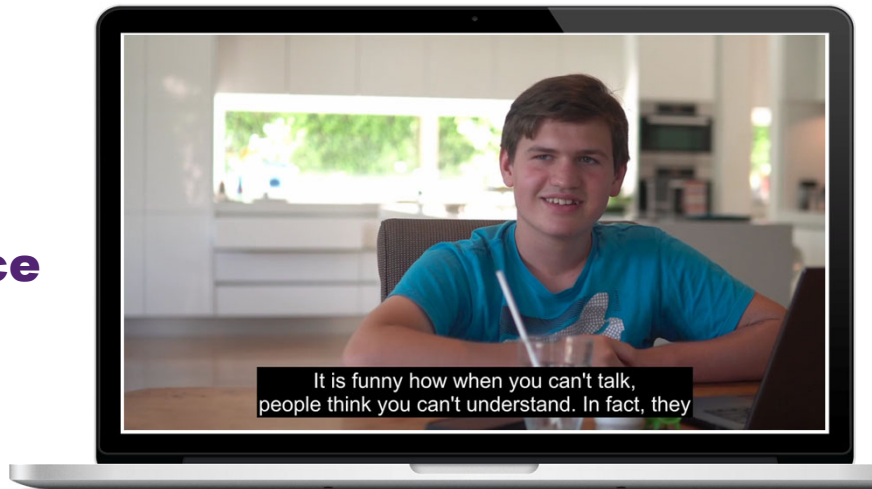 It is funny how when you can't talk,
people think you can't understand. In fact, they